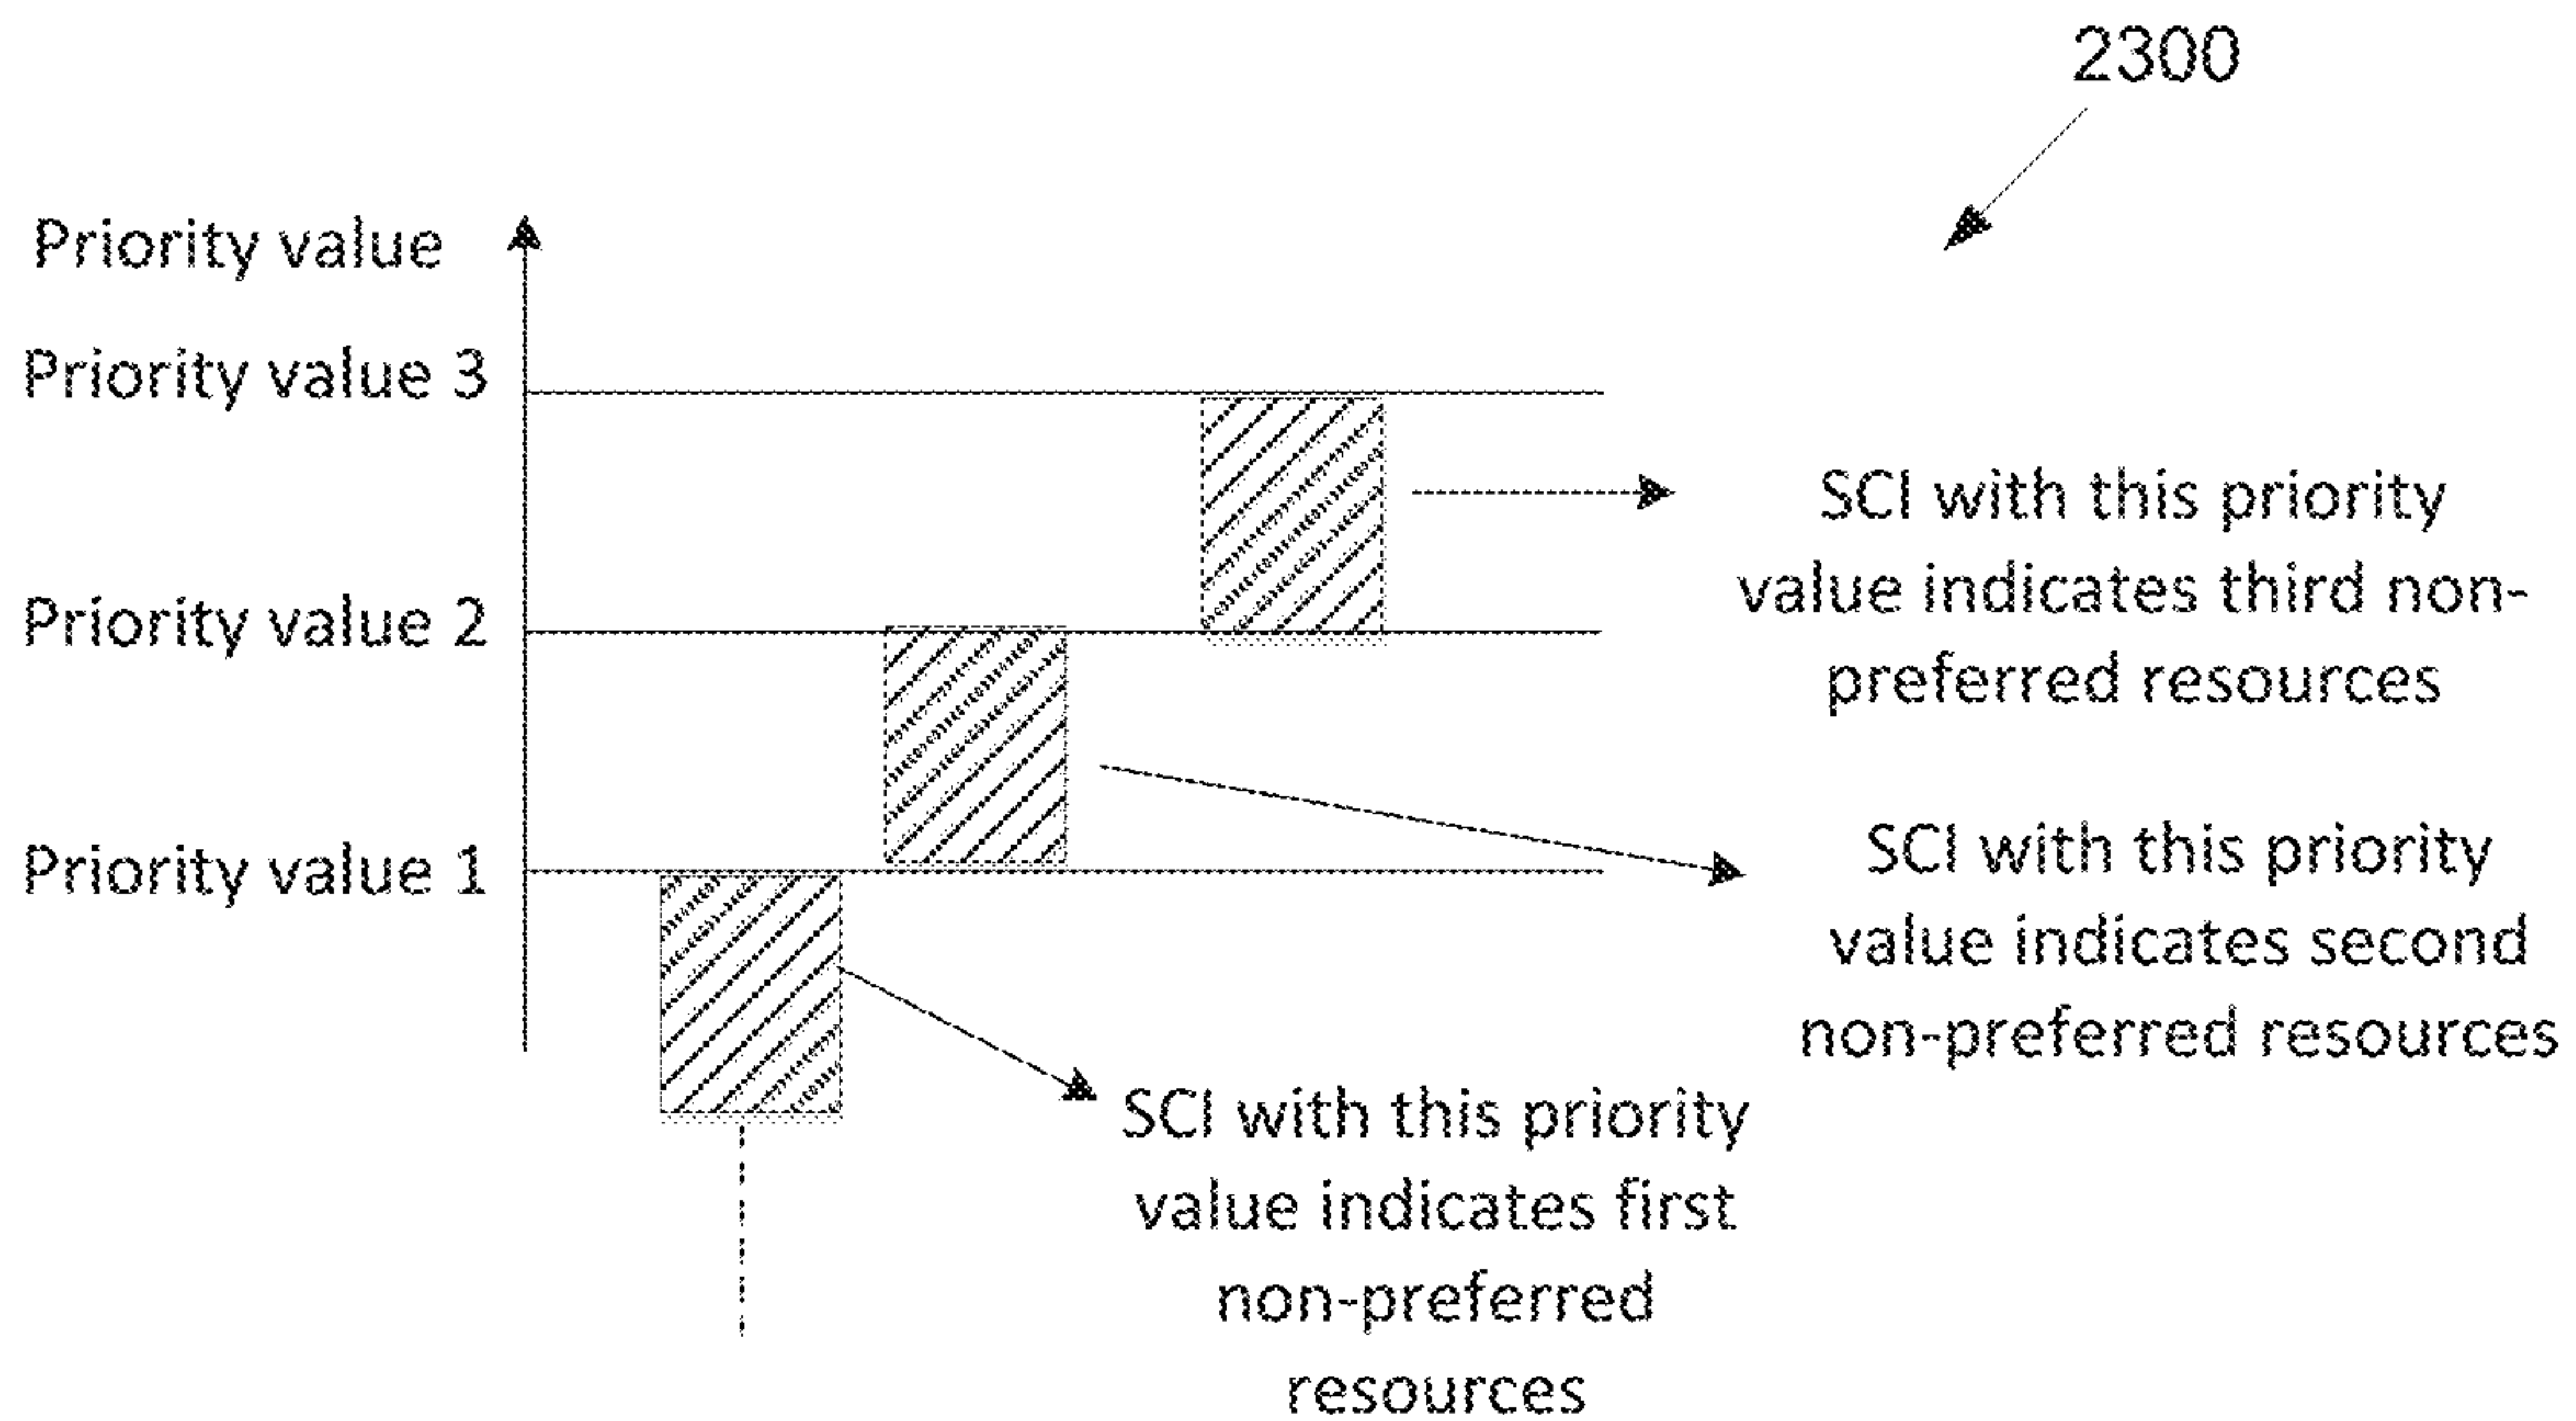 2300
Priority value
Priority value 3
Priority value 2
Priority value 1
SCI with this priority
value indicates third non-
preferred resources
SCI with this priority
value indicates second
non-preferred resources
SCI with this priority
value indicates first
non-preferred
resources